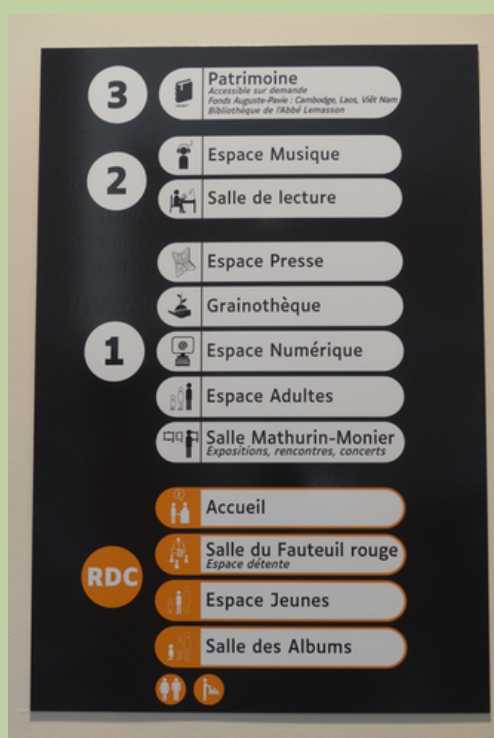 3
Patrimoine
Accessible sur demande
Fonds Auguste-Pavie : Cambodge, Laos, Viêt Nam
Bibliothèque de l'Abbé Lemasson
2
Espace Musique
Salle de lecture
1
Espace Presse
Grainothèque
Espace Numérique
Espace Adultes
Salle Mathurin-Monier
Expositions, rencontres, concerts
RDC
Accueil
Salle du Fauteuil rouge
Espace détente
Espace Jeunes
Salle des Albums